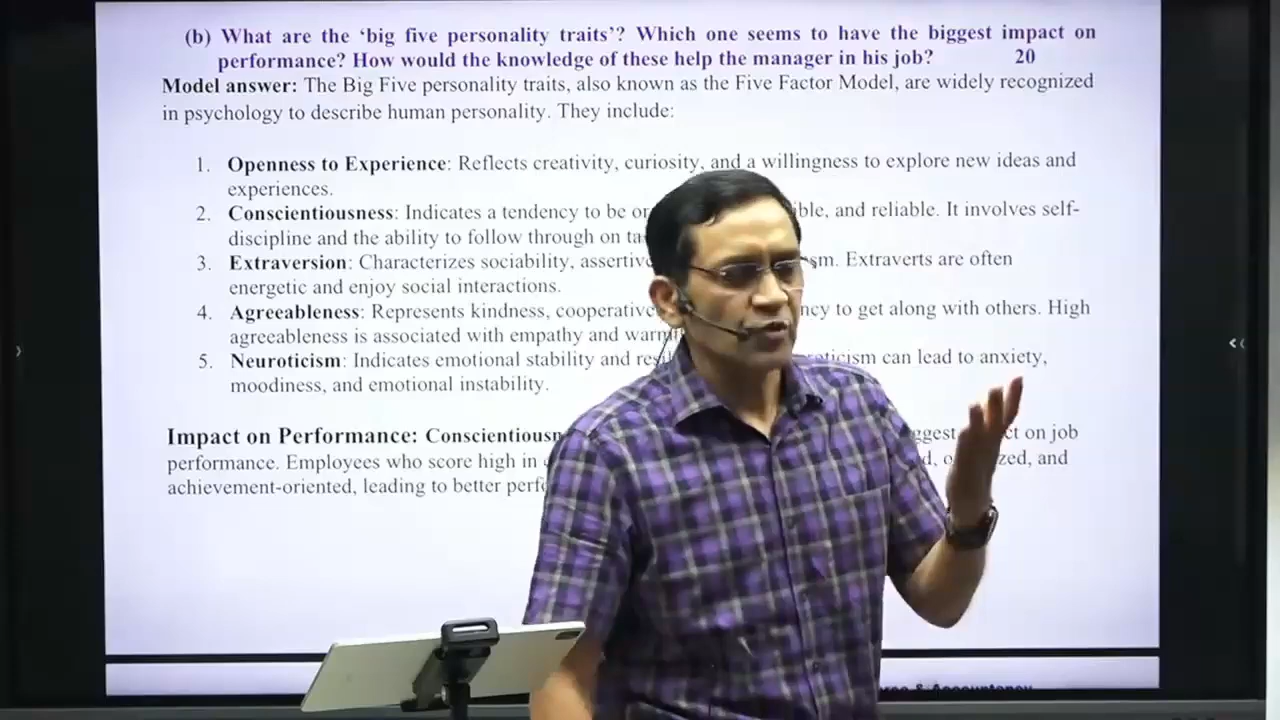 (b) What are the ‘big five personality traits’? Which one seems to have the biggest impact on
performance? How would the knowledge of these help the manager in his job? 20
Model answer: The Big Five personality traits, also known as the Five Factor Model, are widely recognized
in psychology to describe human personality. They include:
1. Openness to Experience: Reflects creativity, curiosity, and a willingness to explore new ideas and
experiences.
2. Conscientiousness: Indicates a tendency to be and reliable. It involves self-
discipline and the ability to follow through on
3. Extraversion: Characterizes sociability, Extraverts are often
energetic and enjoy social interactions.
4. Agreeableness: Represents kindness, to get along with others. High
agreeableness is associated with empathy and
5. Neuroticism: Indicates emotional stability and can lead to anxiety,
moodiness, and emotional instability.
Impact on Performance: on job
performance. Employees who score high in and
achievement-oriented, leading to better